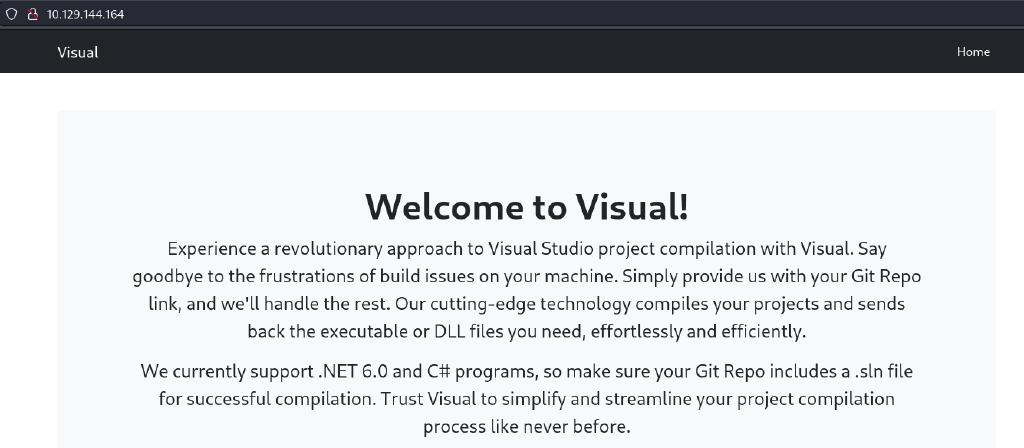 10.129.144.164
Visual Home
Welcome to Visual!
Experience a revolutionary approach to Visual Studio project compilation with Visual. Say
goodbye to the frustrations of build issues on your machine. Simply provide us with your Git Repo
link, and we'll handle the rest. Our cutting-edge technology compiles your projects and sends
back the executable or DLL files you need, effortlessly and efficiently.
We currently support .NET 6.0 and C# programs, so make sure your Git Repo includes a .sln file
for successful compilation. Trust Visual to simplify and streamline your project compilation
process like never before.